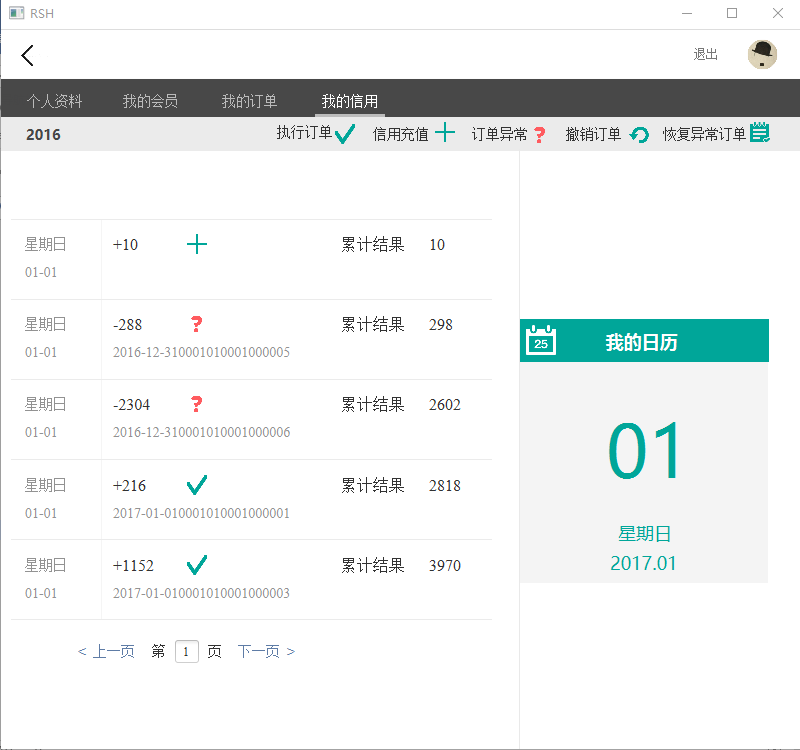 RSH
退出
个人资料 我的会员 我的订单 我的信用
2016 执行订单 信用充值 订单异常 撤销订单 恢复异常订单
星期日 +10 累计结果 10
01-01
星期日 -288 累计结果 298
01-01 2016-12-310001010001000005
星期日 -2304 累计结果 2602
01-01 2016-12-310001010001000006
星期日 +216 累计结果 2818
01-01 2017-01-010001010001000001
星期日 +1152 累计结果 3970
01-01 2017-01-010001010001000003
< 上一页 第 1 页 下一页 >
25 我的日历
01
星期日
2017.01